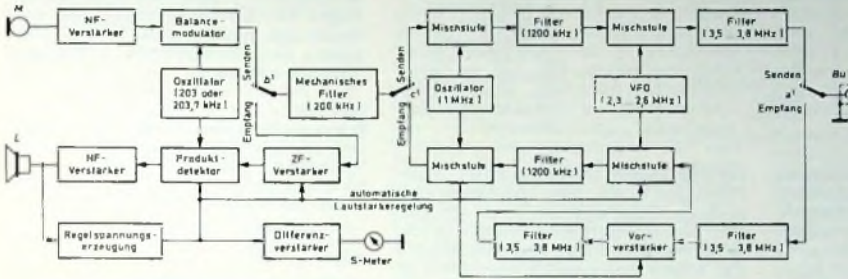 M
NF-
Verstärker
Balance-
modulator
Oszillator
(203 oder
203,7 kHz)
Senden
b¹
Empfang
Mechanisches
Filter
(200 kHz)
Senden
c¹
Empfang
Mischstufe
Filter
(1200 kHz)
Mischstufe
Filter
(3,5 ... 3,8 MHz)
Oszillator
(1 MHz)
VFO
(2,3 ... 2,6 MHz)
Senden
a¹
Empfang
Bu
L
NF-
Verstärker
Produkt-
detektor
ZF-
Verstärker
Mischstufe
Filter
(1200 kHz)
Mischstufe
automatische
Lautstärkeregelung
Regelspannungs-
erzeugung
Differenz-
verstärker
S-Meter
Filter
(3,5 ... 3,8 MHz)
Vor-
verstärker
Filter
(3,5 ... 3,8 MHz)